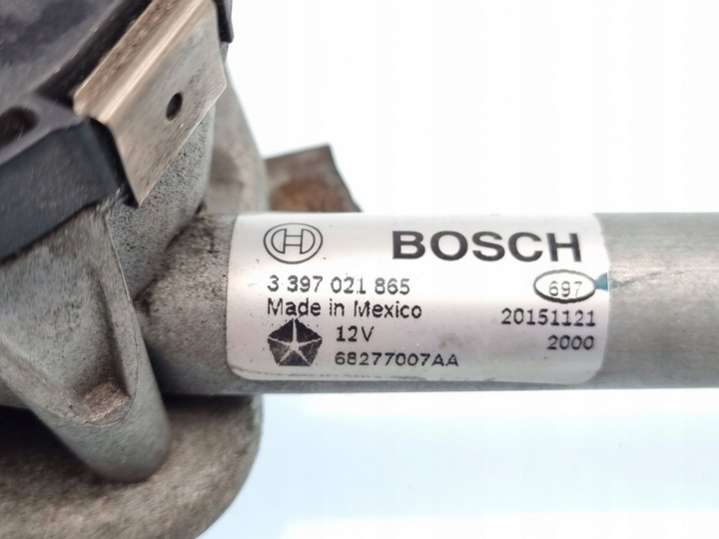 BOSCH
3 397 021 865 697
Made in Mexico 20151121
12V 2000
68277007AA